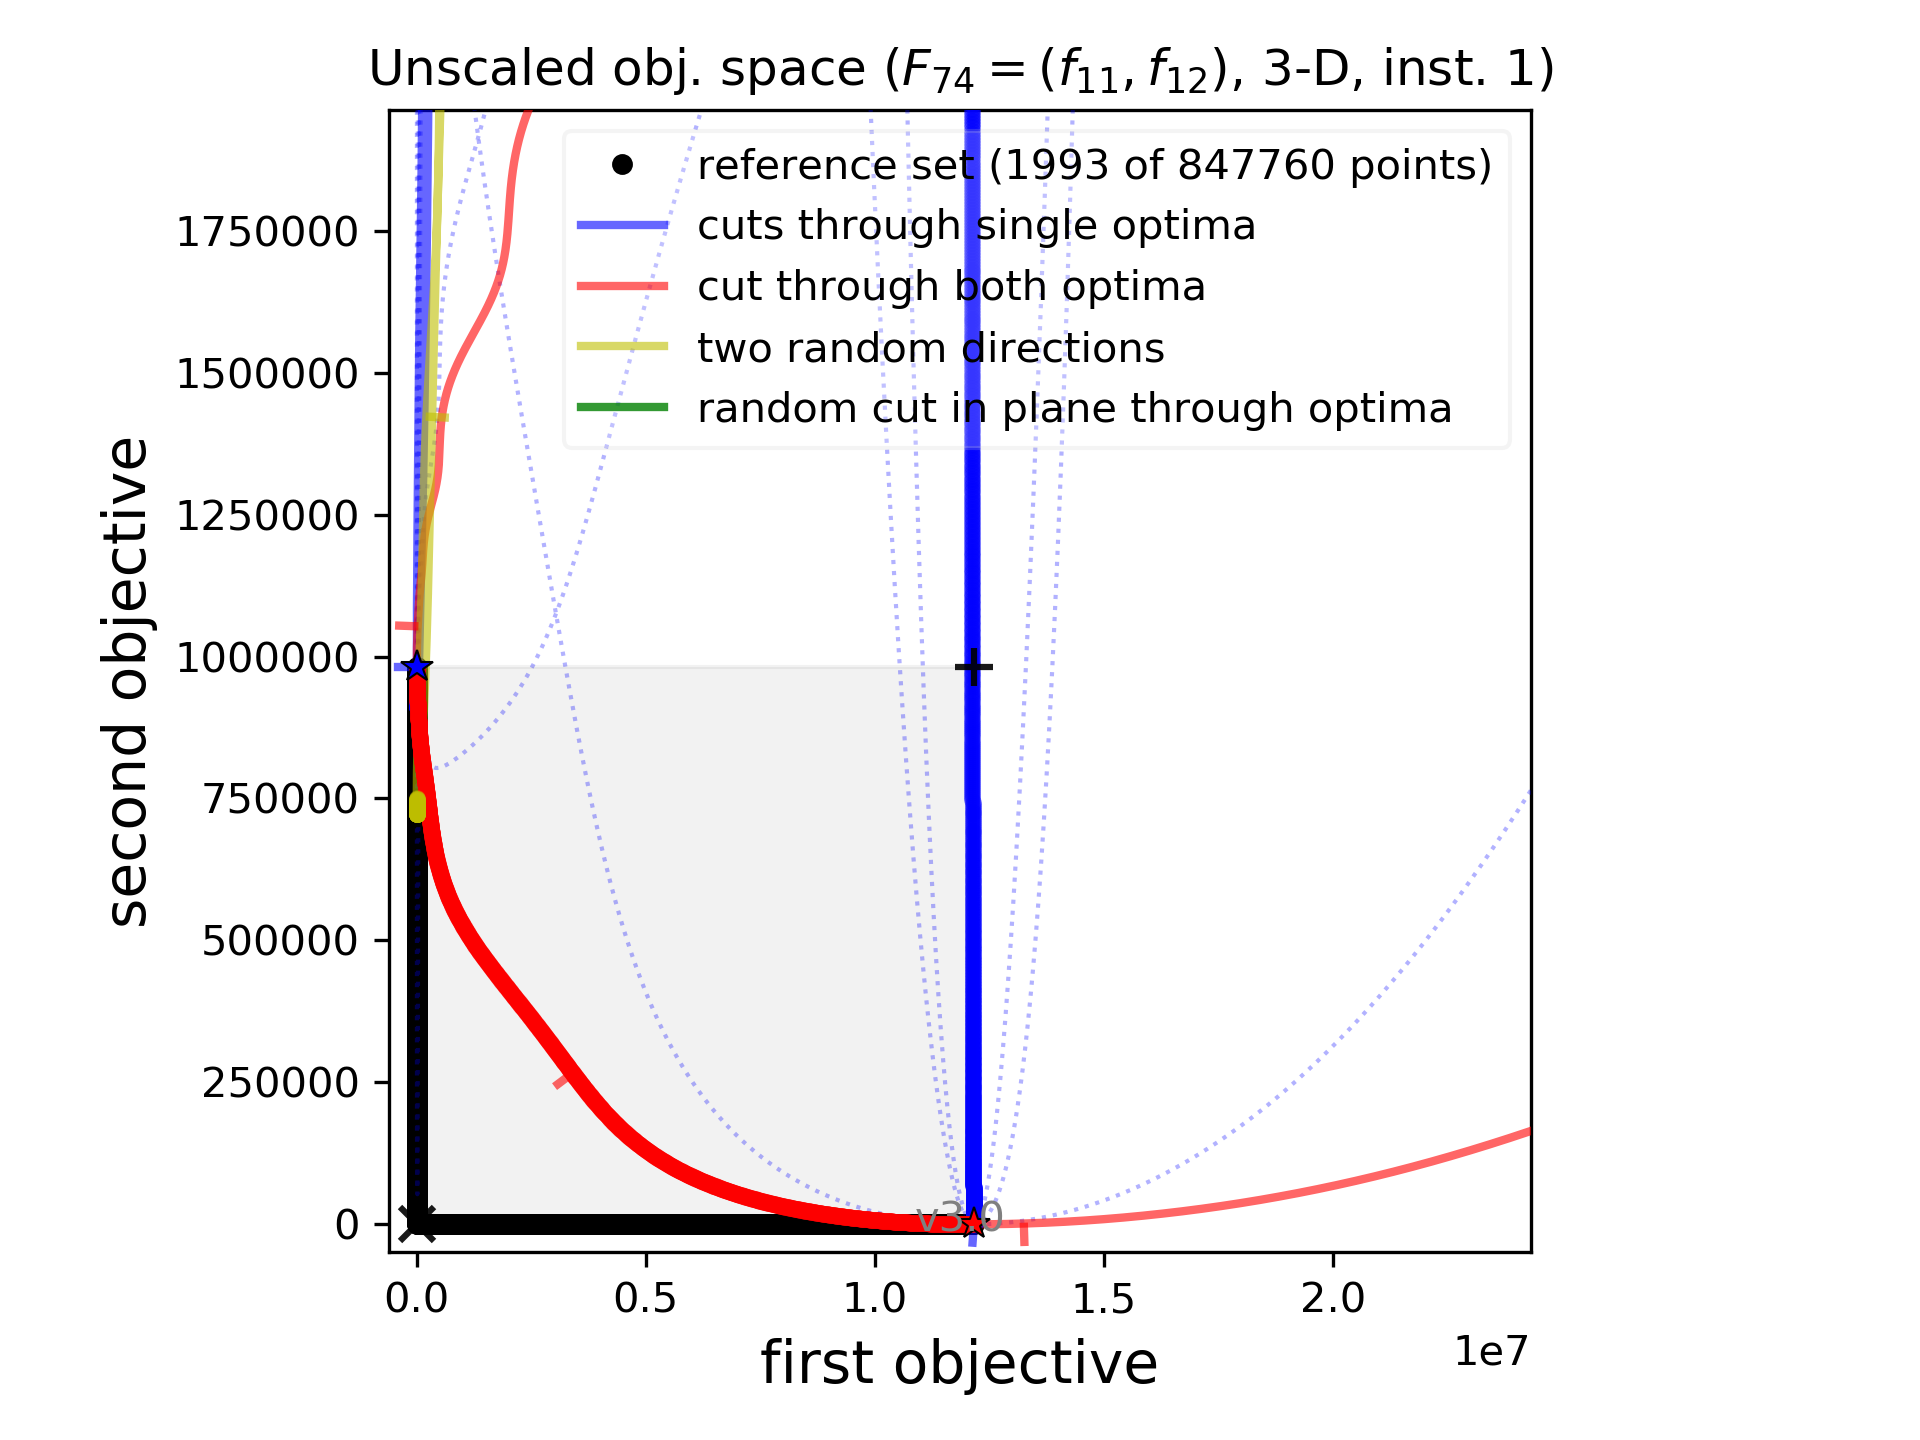 Unscaled obj. space (F₇₄ = (f₁₁, f₁₂), 3-D, inst. 1)
reference set (1993 of 847760 points)
cuts through single optima
cut through both optima
two random directions
random cut in plane through optima
second objective
1750000
1500000
1250000
1000000
750000
500000
250000
0
v3.0
0.0 0.5 1.0 1.5 2.0
1e7
first objective